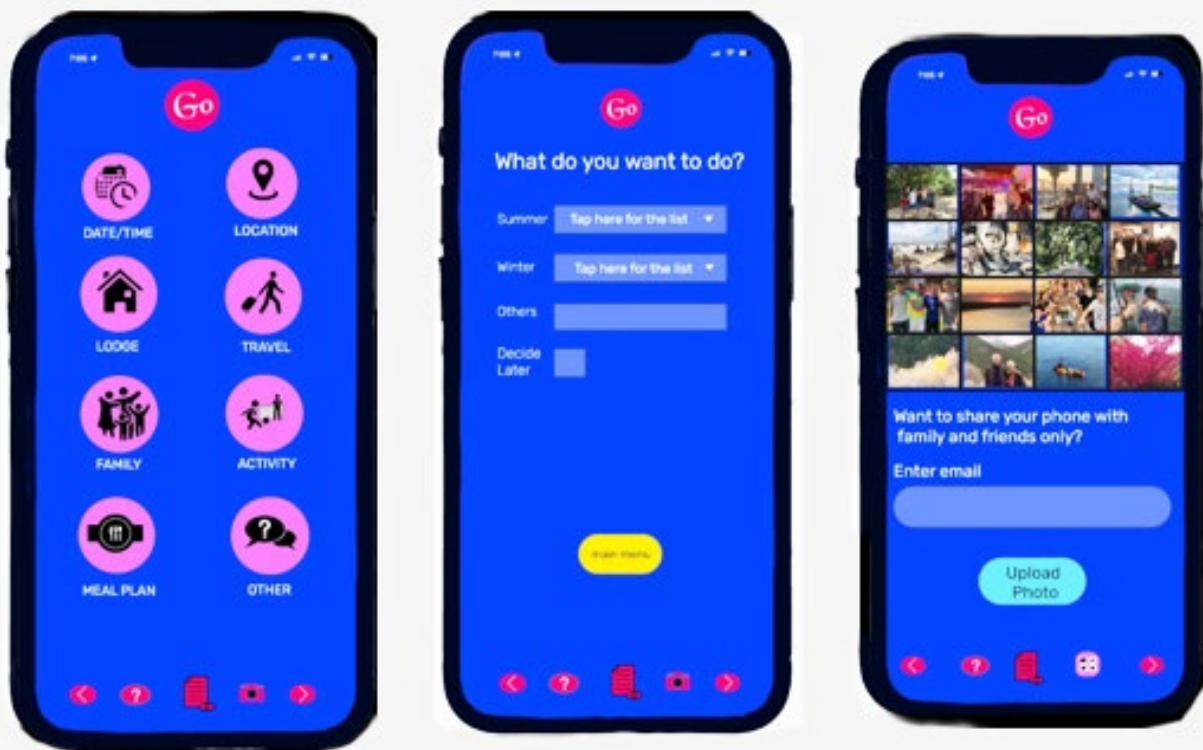 Go
DATE/TIME
LOCATION
LODGE
TRAVEL
FAMILY
ACTIVITY
MEAL PLAN
OTHER
Go
What do you want to do?
Summer
Tap here for the list
Winter
Tap here for the list
Others
Decide
Later
main menu
Go
Want to share your phone with
family and friends only?
Enter email
Upload
Photo